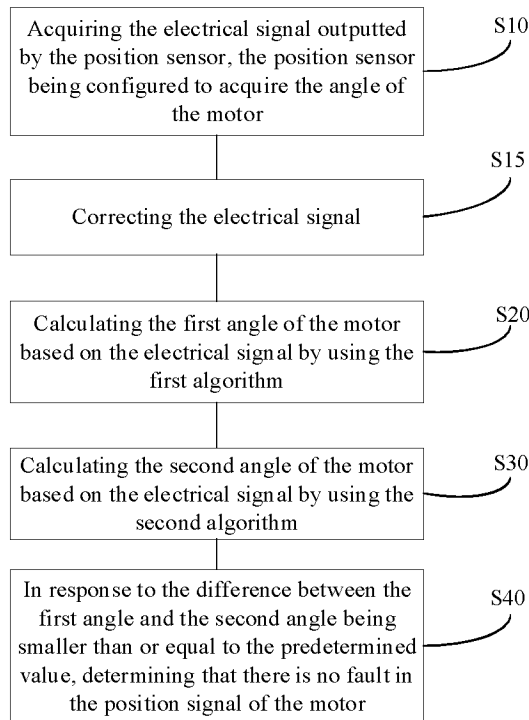 Acquiring the electrical signal outputted
by the position sensor, the position sensor
being configured to acquire the angle of
the motor
S10
Correcting the electrical signal
S15
Calculating the first angle of the motor
based on the electrical signal by using the
first algorithm
S20
Calculating the second angle of the motor
based on the electrical signal by using the
second algorithm
S30
In response to the difference between the
first angle and the second angle being
smaller than or equal to the predetermined
value, determining that there is no fault in
the position signal of the motor
S40